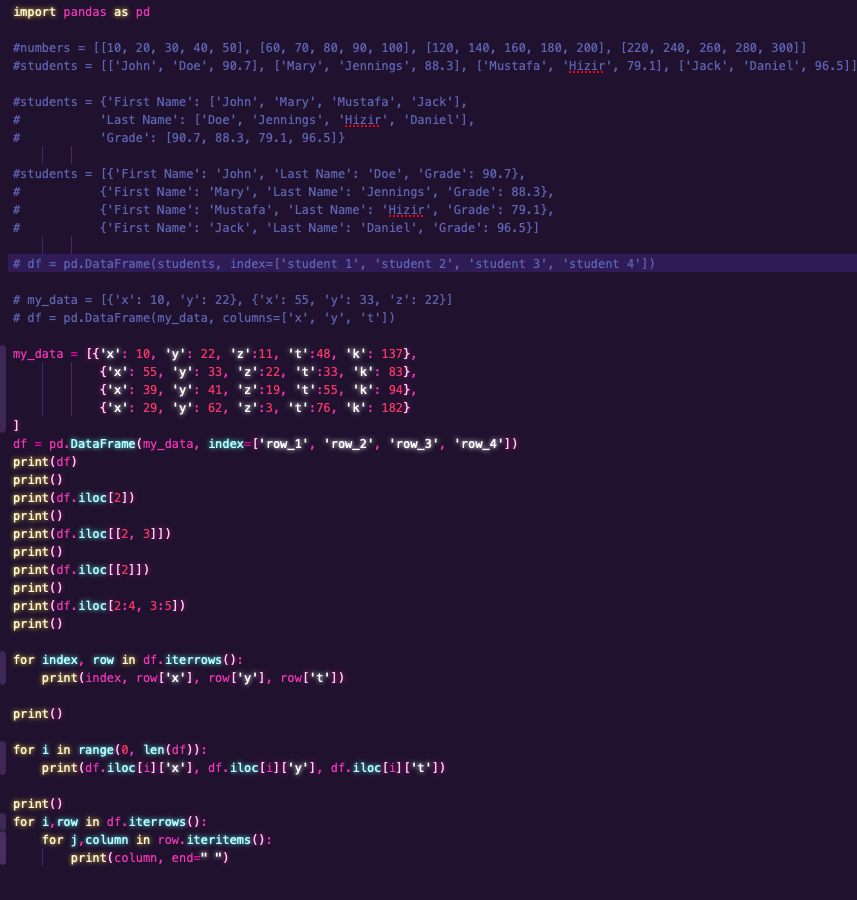 import pandas as pd
#numbers = [[10, 20, 30, 40, 50], [60, 70, 80, 90, 100], [120, 140, 160, 180, 200], [220, 240, 260, 280, 300]]
#students = [['John', 'Doe', 90.7], ['Mary', 'Jennings', 88.3], ['Mustafa', 'Hizir', 79.1], ['Jack', 'Daniel', 96.5]]
#students = {'First Name': ['John', 'Mary', 'Mustafa', 'Jack'],
#           'Last Name': ['Doe', 'Jennings', 'Hizir', 'Daniel'],
#           'Grade': [90.7, 88.3, 79.1, 96.5]}
#students = [{'First Name': 'John', 'Last Name': 'Doe', 'Grade': 90.7},
#           {'First Name': 'Mary', 'Last Name': 'Jennings', 'Grade': 88.3},
#           {'First Name': 'Mustafa', 'Last Name': 'Hizir', 'Grade': 79.1},
#           {'First Name': 'Jack', 'Last Name': 'Daniel', 'Grade': 96.5}]
# df = pd.DataFrame(students, index=['student 1', 'student 2', 'student 3', 'student 4'])
# my_data = [{'x': 10, 'y': 22}, {'x': 55, 'y': 33, 'z': 22}]
# df = pd.DataFrame(my_data, columns=['x', 'y', 't'])
my_data = [{'x': 10, 'y': 22, 'z':11, 't':48, 'k': 137},
            {'x': 55, 'y': 33, 'z':22, 't':33, 'k': 83},
            {'x': 39, 'y': 41, 'z':19, 't':55, 'k': 94},
            {'x': 29, 'y': 62, 'z':3, 't':76, 'k': 182}
]
df = pd.DataFrame(my_data, index=['row_1', 'row_2', 'row_3', 'row_4'])
print(df)
print()
print(df.iloc[2])
print()
print(df.iloc[[2, 3]])
print()
print(df.iloc[[2]])
print()
print(df.iloc[2:4, 3:5])
print()
for index, row in df.iterrows():
    print(index, row['x'], row['y'], row['t'])
print()
for i in range(0, len(df)):
    print(df.iloc[i]['x'], df.iloc[i]['y'], df.iloc[i]['t'])
print()
for i,row in df.iterrows():
    for j,column in row.iteritems():
        print(column, end=" ")